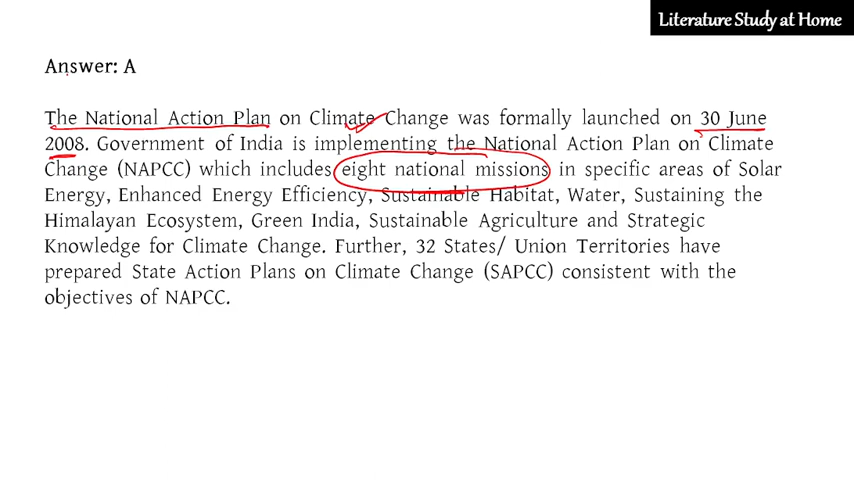 Literature Study at Home
Answer: A
The National Action Plan on Climate Change was formally launched on 30 June
2008. Government of India is implementing the National Action Plan on Climate
Change (NAPCC) which includes eight national missions in specific areas of Solar
Energy, Enhanced Energy Efficiency, Sustainable Habitat, Water, Sustaining the
Himalayan Ecosystem, Green India, Sustainable Agriculture and Strategic
Knowledge for Climate Change. Further, 32 States/ Union Territories have
prepared State Action Plans on Climate Change (SAPCC) consistent with the
objectives of NAPCC.